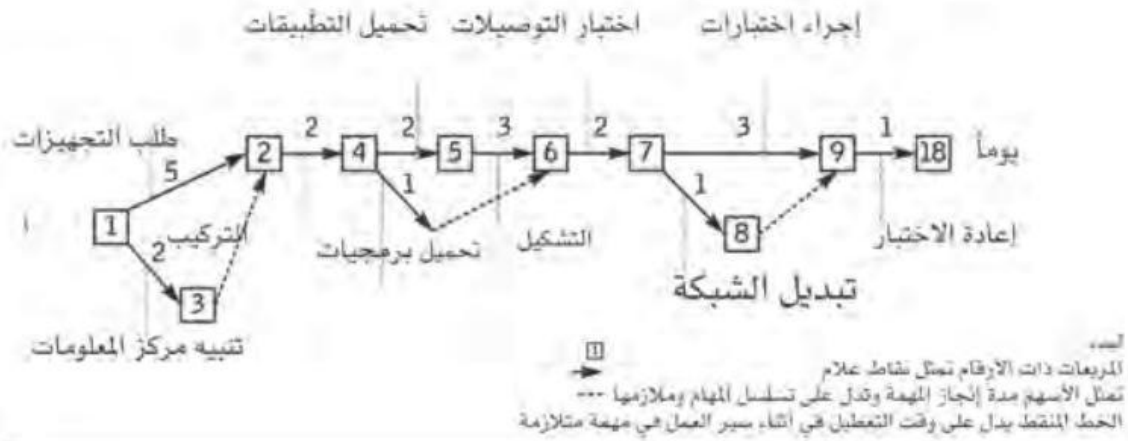 تحميل التطبيقات اختبار التوصيلات إجراء اختبارات
طلب التجهيزات
5 2 2 3 2 3 1
1 2 4 5 6 7 9 18 يوماً
2 1 1
3 8
التركيب تحميل برمجيات التشكيل إعادة الاختبار
تبديل الشبكة
تنبيه مركز المعلومات
1
المربعات ذات الأرقام تمثل نقاط علام
تمثل الأسهم مدة إنجاز المهمة وتدل على تسلسل المهام وملازمها
الخط المنقط يدل على وقت التعطيل في أثناء سير العمل في مهمة متلازمة